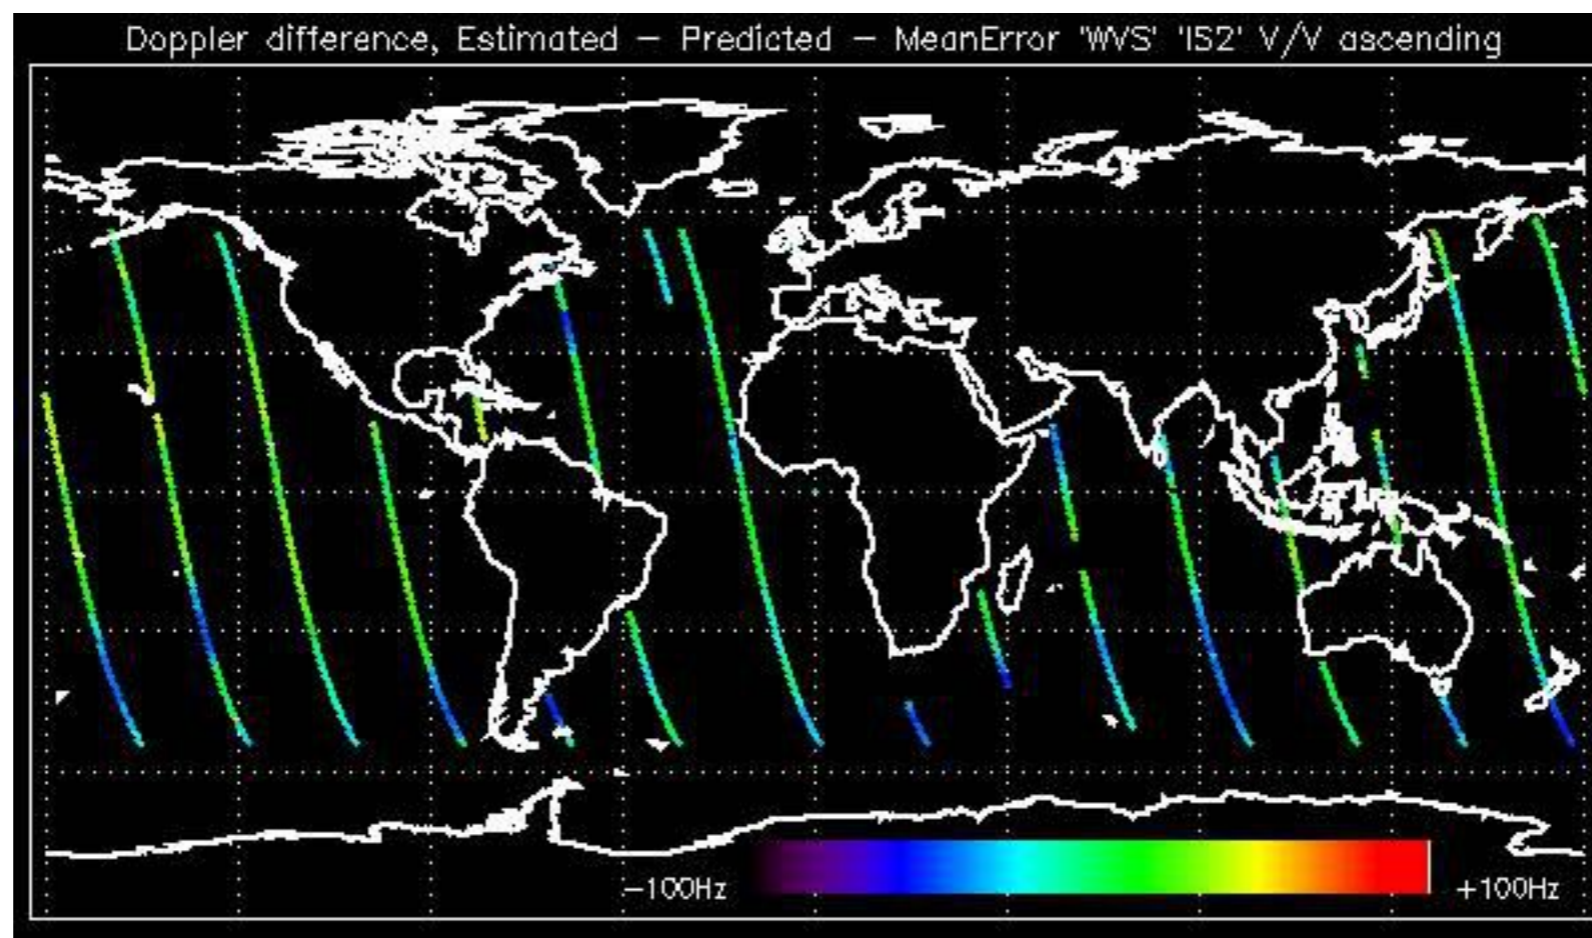 Doppler difference, Estimated – Predicted – MeanError 'WVS' 'IS2' V/V ascending
–100Hz
+100Hz